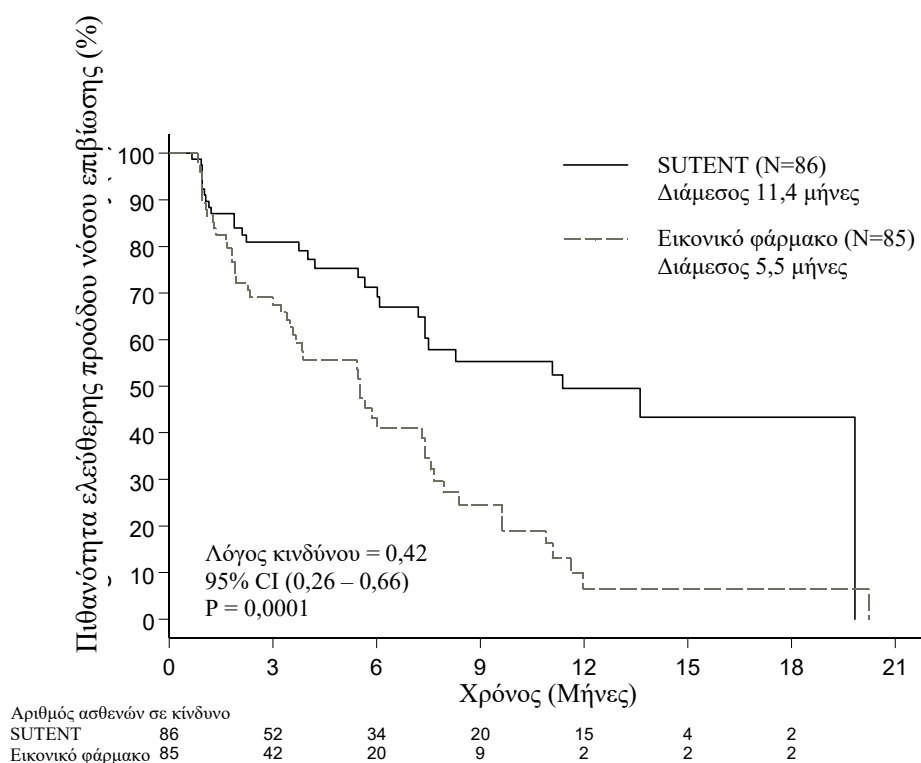 Πιθανότητα ελεύθερης προόδου νόσου επιβίωσης (%)
100
90
80
70
60
50
40
30
20
10
0
SUTENT (N=86)
Διάμεσος 11,4 μήνες
Εικονικό φάρμακο (N=85)
Διάμεσος 5,5 μήνες
Λόγος κινδύνου = 0,42
95% CI (0,26 – 0,66)
P = 0,0001
0 3 6 9 12 15 18 21
Χρόνος (Μήνες)
Αριθμός ασθενών σε κίνδυνο
SUTENT 86 52 34 20 15 4 2
Εικονικό φάρμακο 85 42 20 9 2 2 2